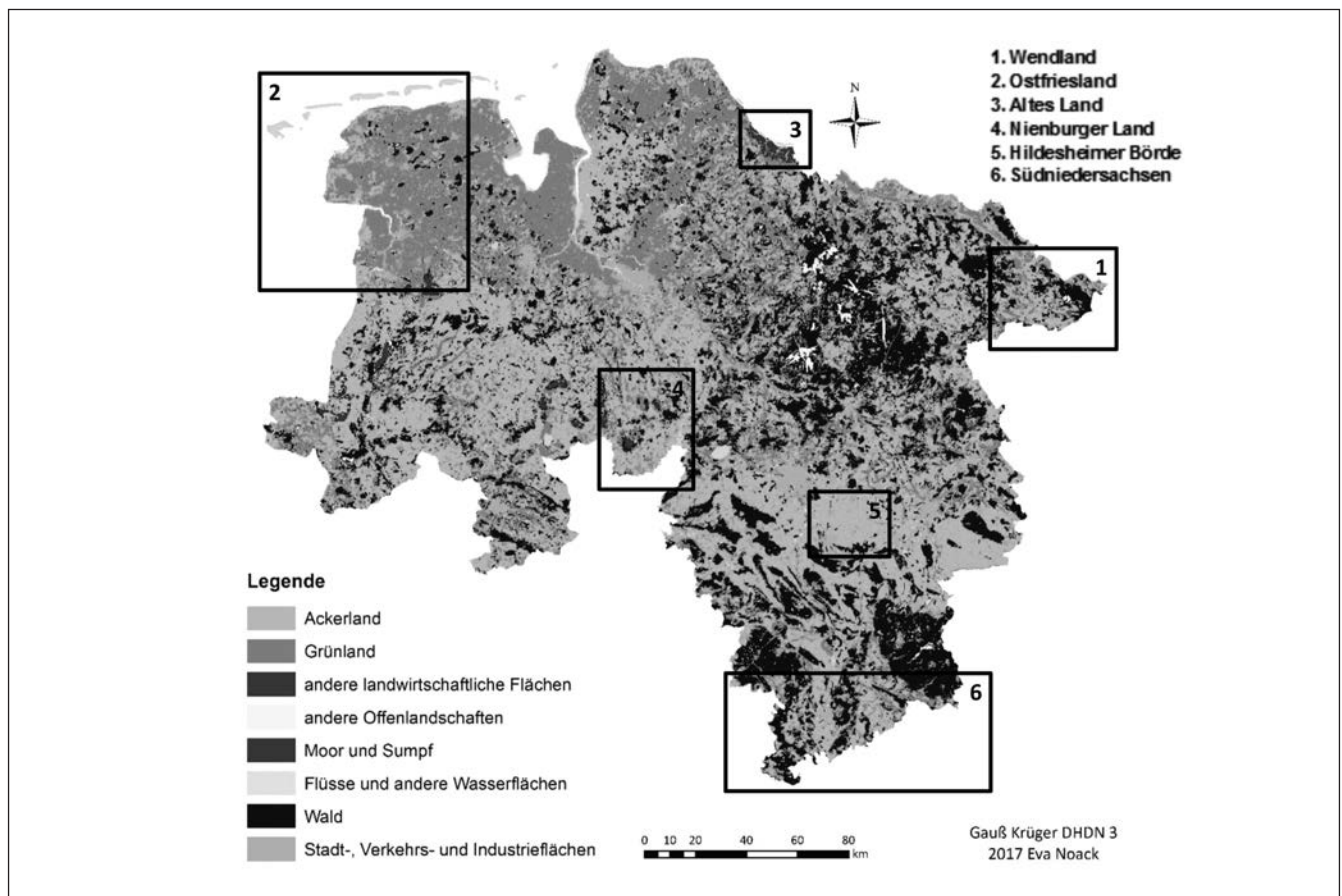 1. Wendland
2. Ostfriesland
3. Altes Land
4. Nienburger Land
5. Hildesheimer Börde
6. Südniedersachsen
N
2
3
1
4
5
6
Legende
Ackerland
Grünland
andere landwirtschaftliche Flächen
andere Offenlandschaften
Moor und Sumpf
Flüsse und andere Wasserflächen
Wald
Stadt-, Verkehrs- und Industrieflächen
0 10 20 40 60 80
km
Gauß Krüger DHDN 3
2017 Eva Noack